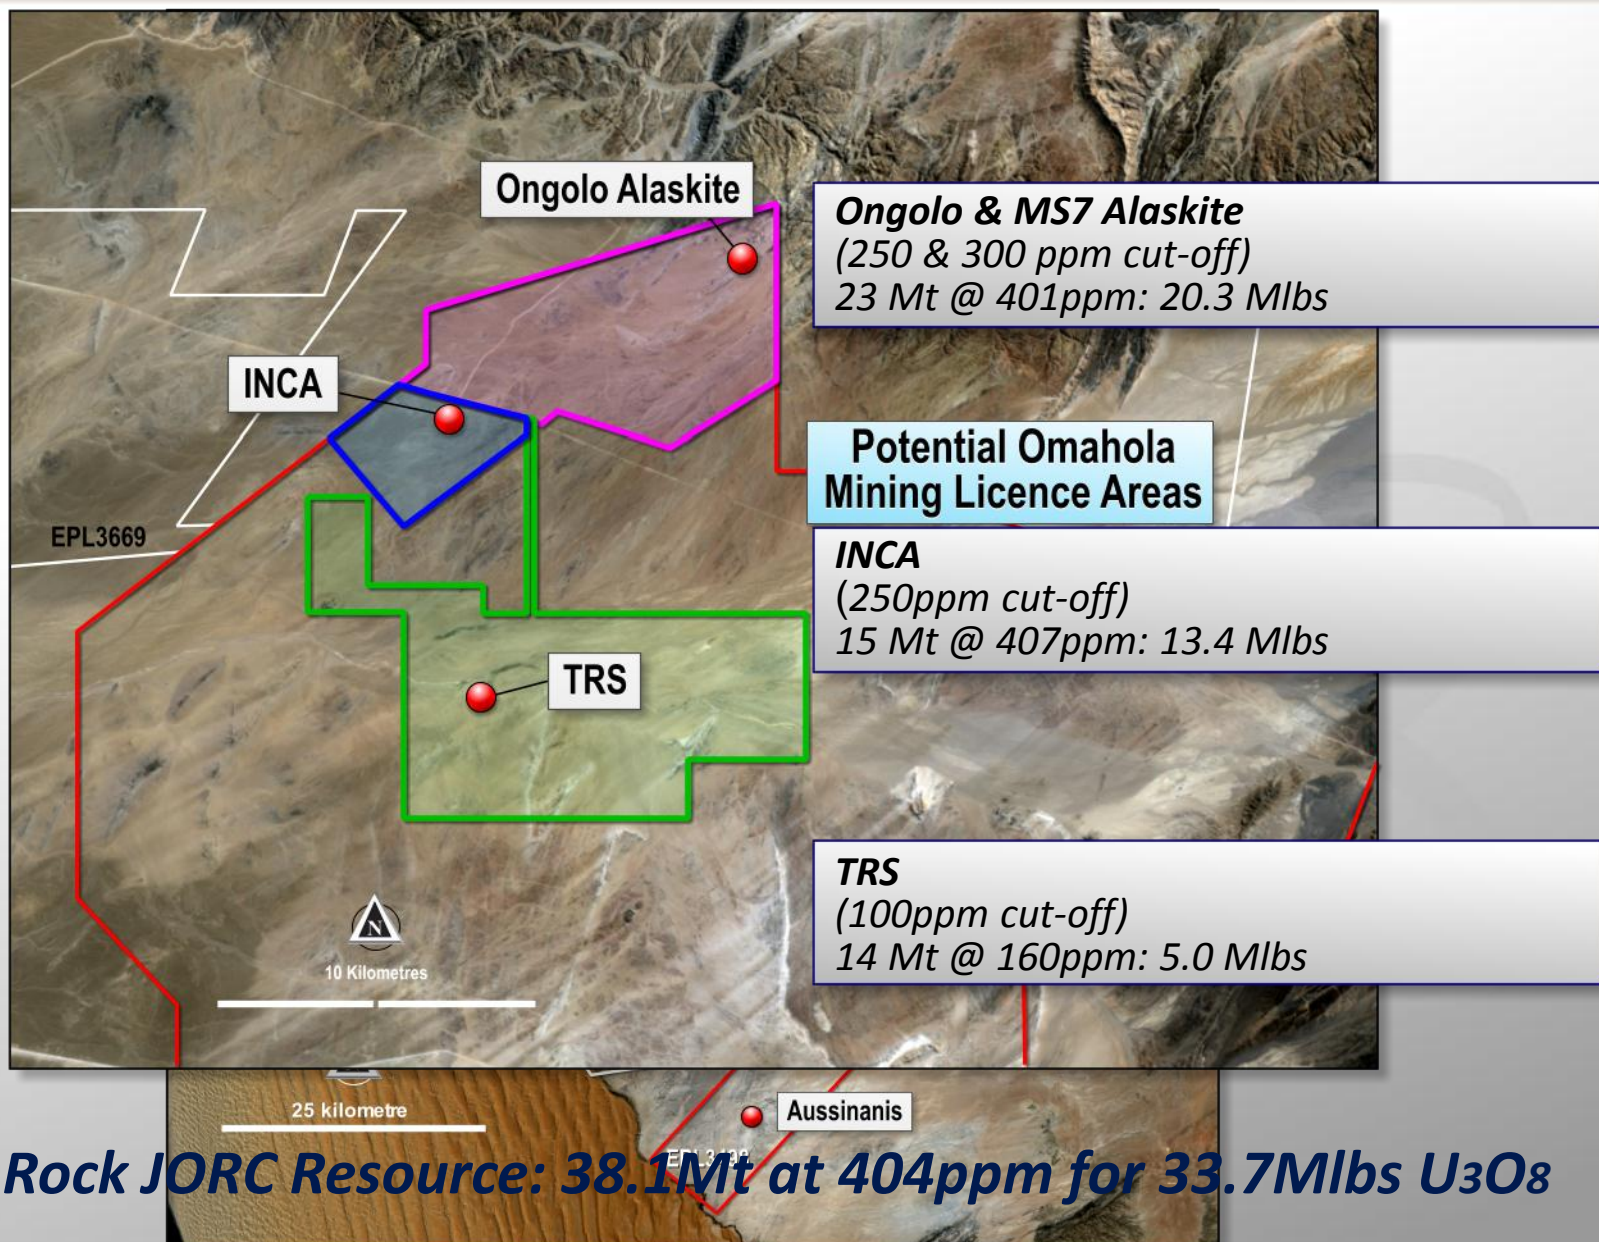 Ongolo Alaskite
Ongolo & MS7 Alaskite
(250 & 300 ppm cut-off)
23 Mt @ 401ppm: 20.3 Mlbs
INCA
Potential Omahola
Mining Licence Areas
EPL3669
INCA
(250ppm cut-off)
15 Mt @ 407ppm: 13.4 Mlbs
TRS
TRS
(100ppm cut-off)
14 Mt @ 160ppm: 5.0 Mlbs
N
10 Kilometres
25 kilometre
Aussinanis
Rock JORC Resource: 38.1Mt at 404ppm for 33.7Mlbs U3O8